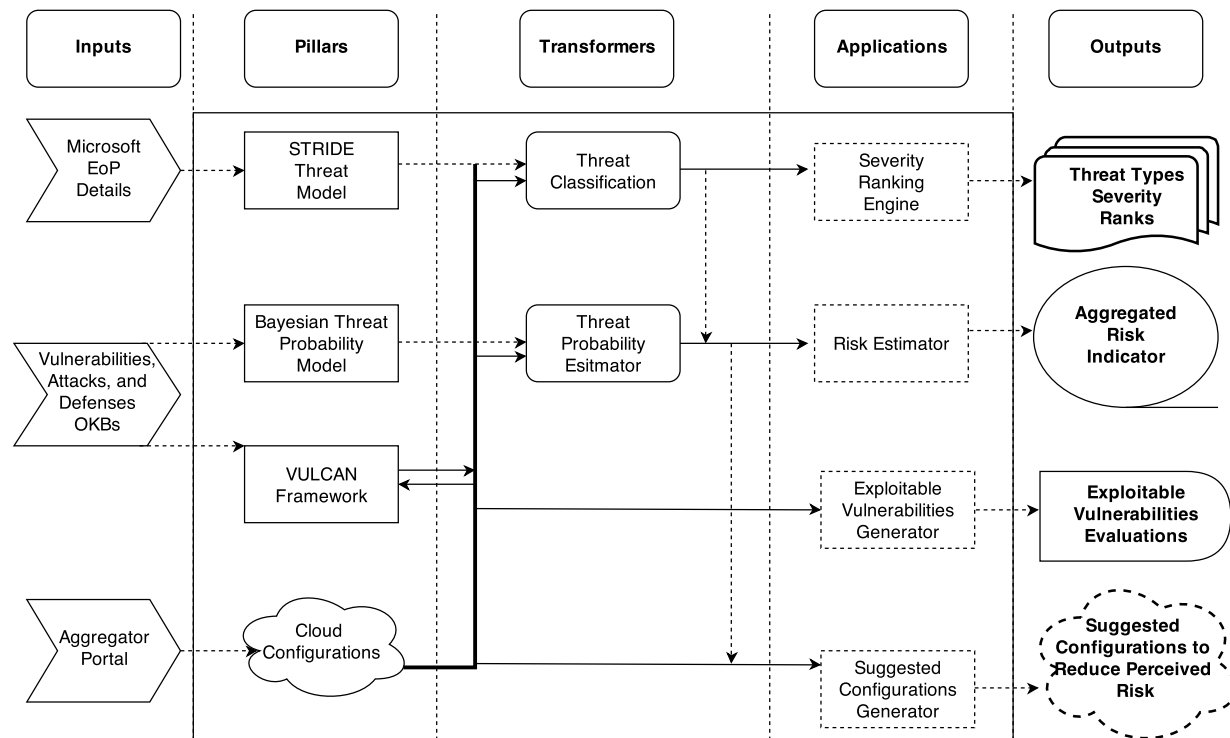 Inputs
Pillars
Transformers
Applications
Outputs
Microsoft
EoP
Details
STRIDE
Threat
Model
Threat
Classification
Severity
Ranking
Engine
Threat Types
Severity
Ranks
Vulnerabilities,
Attacks, and
Defenses
OKBs
Bayesian Threat
Probability
Model
Threat
Probability
Esitmator
Risk Estimator
Aggregated
Risk
Indicator
VULCAN
Framework
Exploitable
Vulnerabilities
Generator
Exploitable
Vulnerabilities
Evaluations
Aggregator
Portal
Cloud
Configurations
Suggested
Configurations
Generator
Suggested
Configurations to
Reduce Perceived
Risk